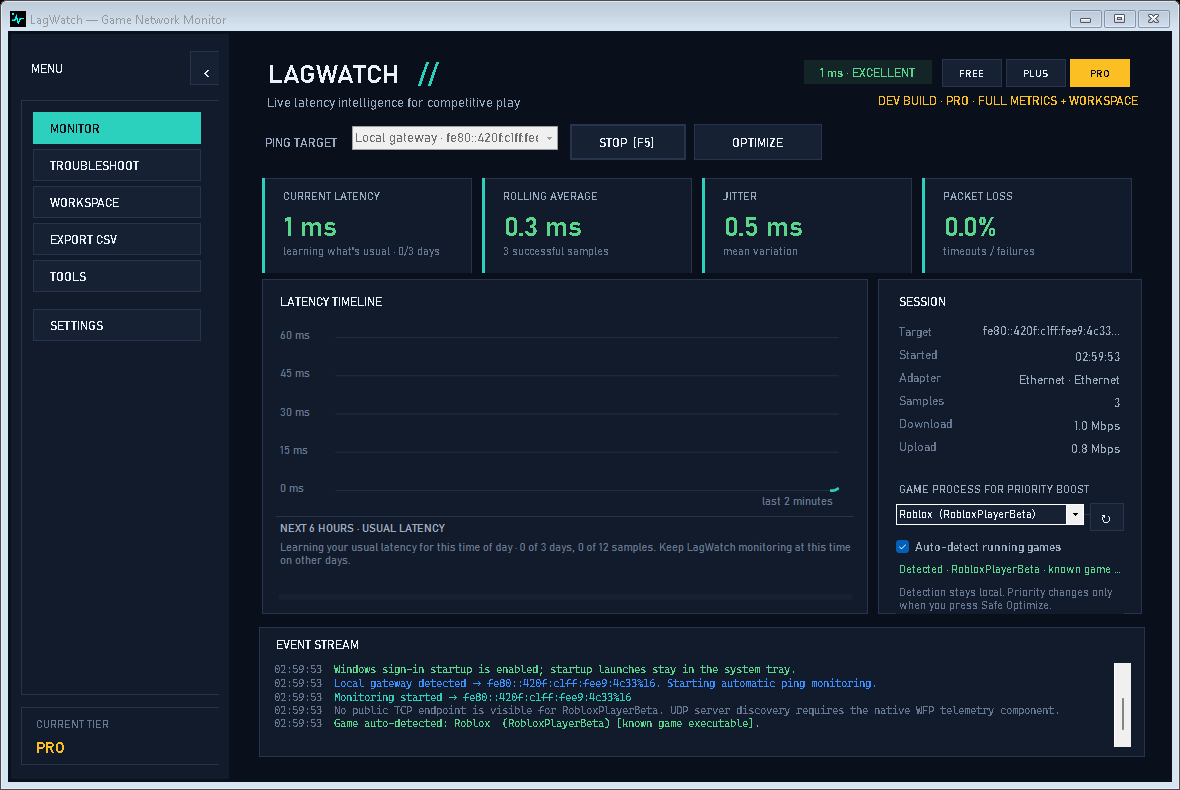 LagWatch — Game Network Monitor
MENU
‹
MONITOR
TROUBLESHOOT
WORKSPACE
EXPORT CSV
TOOLS
SETTINGS
CURRENT TIER
PRO
LAGWATCH //
Live latency intelligence for competitive play
1 ms · EXCELLENT
FREE
PLUS
PRO
DEV BUILD · PRO · FULL METRICS + WORKSPACE
PING TARGET
Local gateway · fe80::420f:c1ff:fee
STOP [F5]
OPTIMIZE
CURRENT LATENCY
1 ms
learning what's usual · 0/3 days
ROLLING AVERAGE
0.3 ms
3 successful samples
JITTER
0.5 ms
mean variation
PACKET LOSS
0.0%
timeouts / failures
LATENCY TIMELINE
60 ms
45 ms
30 ms
15 ms
0 ms
last 2 minutes
NEXT 6 HOURS · USUAL LATENCY
Learning your usual latency for this time of day · 0 of 3 days, 0 of 12 samples. Keep LagWatch monitoring at this time
on other days.
SESSION
Target fe80::420f:c1ff:fee9:4c33...
Started 02:59:53
Adapter Ethernet · Ethernet
Samples 3
Download 1.0 Mbps
Upload 0.8 Mbps
GAME PROCESS FOR PRIORITY BOOST
Roblox (RobloxPlayerBeta)
↻
Auto-detect running games
Detected · RobloxPlayerBeta · known game ...
Detection stays local. Priority changes only
when you press Safe Optimize.
EVENT STREAM
02:59:53 Windows sign-in startup is enabled; startup launches stay in the system tray.
02:59:53 Local gateway detected → fe80::420f:c1ff:fee9:4c33%16. Starting automatic ping monitoring.
02:59:53 Monitoring started → fe80::420f:c1ff:fee9:4c33%16
02:59:53 No public TCP endpoint is visible for RobloxPlayerBeta. UDP server discovery requires the native WFP telemetry component.
02:59:53 Game auto-detected: Roblox (RobloxPlayerBeta) [known game executable].